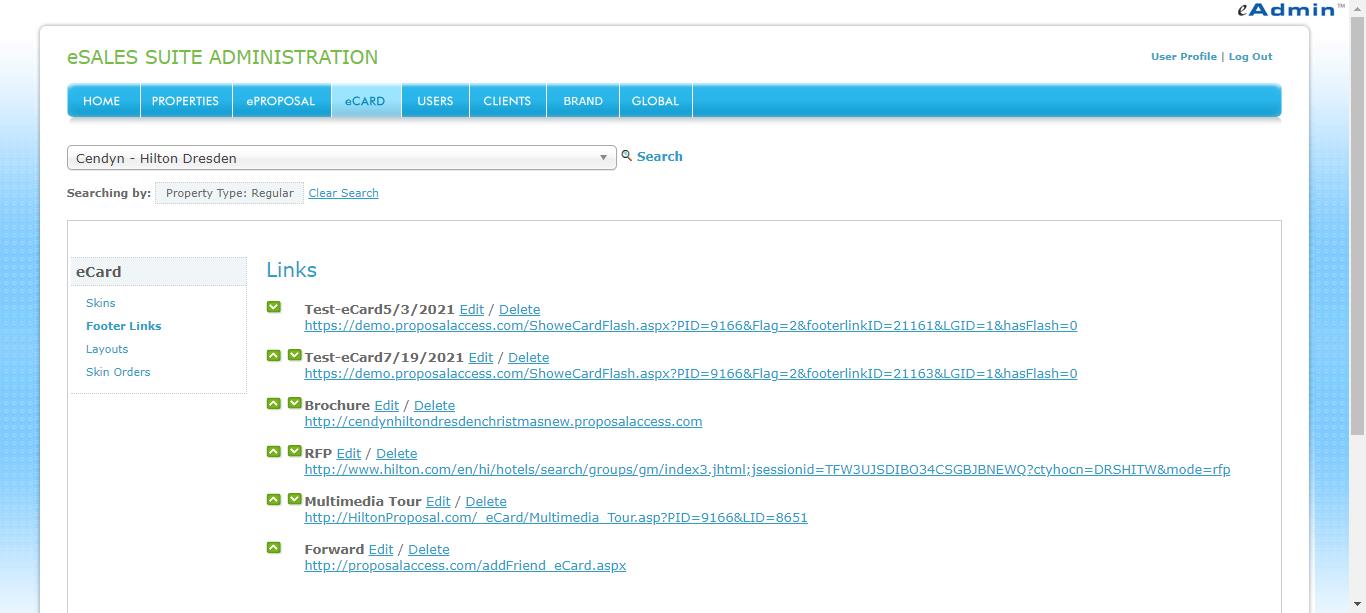 eAdmin™
eSALES SUITE ADMINISTRATION
User Profile | Log Out
HOME PROPERTIES ePROPOSAL eCARD USERS CLIENTS BRAND GLOBAL
Cendyn - Hilton Dresden
Search
Searching by: Property Type: Regular Clear Search
eCard
Skins
Footer Links
Layouts
Skin Orders
Links
Test-eCard5/3/2021 Edit / Delete
https://demo.proposalaccess.com/ShoweCardFlash.aspx?PID=9166&Flag=2&footerlinkID=21161&LGID=1&hasFlash=0
Test-eCard7/19/2021 Edit / Delete
https://demo.proposalaccess.com/ShoweCardFlash.aspx?PID=9166&Flag=2&footerlinkID=21163&LGID=1&hasFlash=0
Brochure Edit / Delete
http://cendynhiltondresdenchristmasnew.proposalaccess.com
RFP Edit / Delete
http://www.hilton.com/en/hi/hotels/search/groups/gm/index3.jhtml;jsessionid=TFW3UJSDIBO34CSGBJBNEWQ?ctyhocn=DRSHITW&mode=rfp
Multimedia Tour Edit / Delete
http://HiltonProposal.com/_eCard/Multimedia_Tour.asp?PID=9166&LID=8651
Forward Edit / Delete
http://proposalaccess.com/addFriend_eCard.aspx